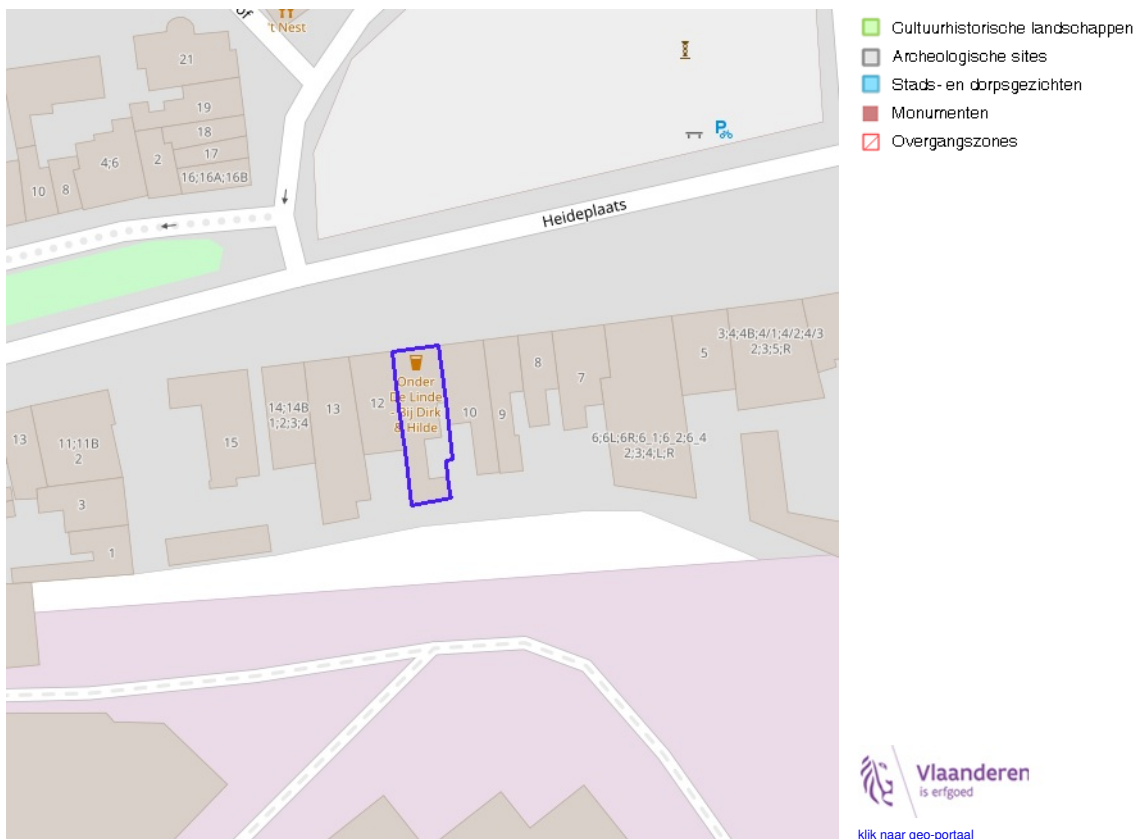 of
't Nest
21
19
18
17
16;16A;16B
4;6
2
10
8
P
Heideplaats
Onder
De Linde
- Bij Dirk
& Hilde
13
11;11B
2
3
1
15
14;14B
1;2;3;4
13
12
10
9
8
7
6;6L;6R;6_1;6_2;6_4
2;3;4;L;R
5
3;4;4B;4/1;4/2;4/3
2;3;5;R
Cultuurhistorische landschappen
Archeologische sites
Stads- en dorpsgezichten
Monumenten
Overgangszones
Vlaanderen
is erfgoed
klik naar geo-portaal